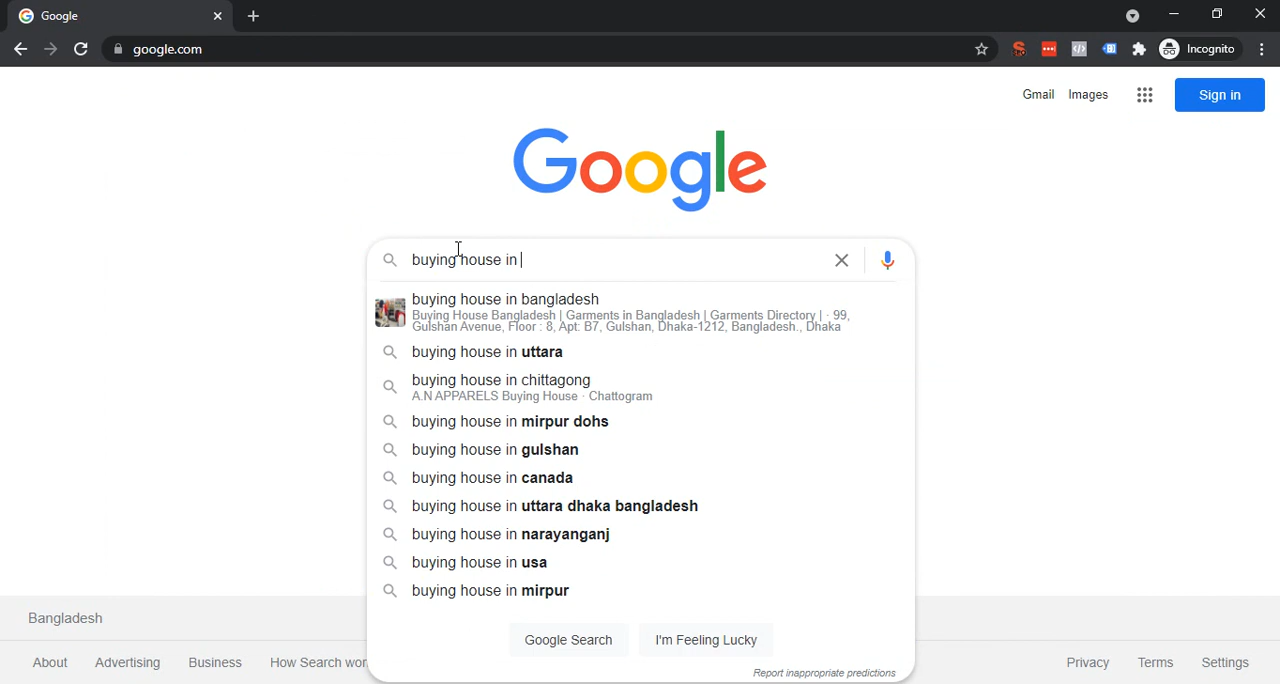 Google
google.com
Incognito
Gmail Images Sign in
Google
buying house in
buying house in bangladesh
Buying House Bangladesh | Garments in Bangladesh | Garments Directory | · 99,
Gulshan Avenue, Floor : 8, Apt: B7, Gulshan, Dhaka-1212, Bangladesh., Dhaka
buying house in uttara
buying house in chittagong
A.N APPARELS Buying House · Chattogram
buying house in mirpur dohs
buying house in gulshan
buying house in canada
buying house in uttara dhaka bangladesh
buying house in narayanganj
buying house in usa
buying house in mirpur
Bangladesh
Google Search I'm Feeling Lucky
About Advertising Business How Search wor
Privacy Terms Settings
Report inappropriate predictions